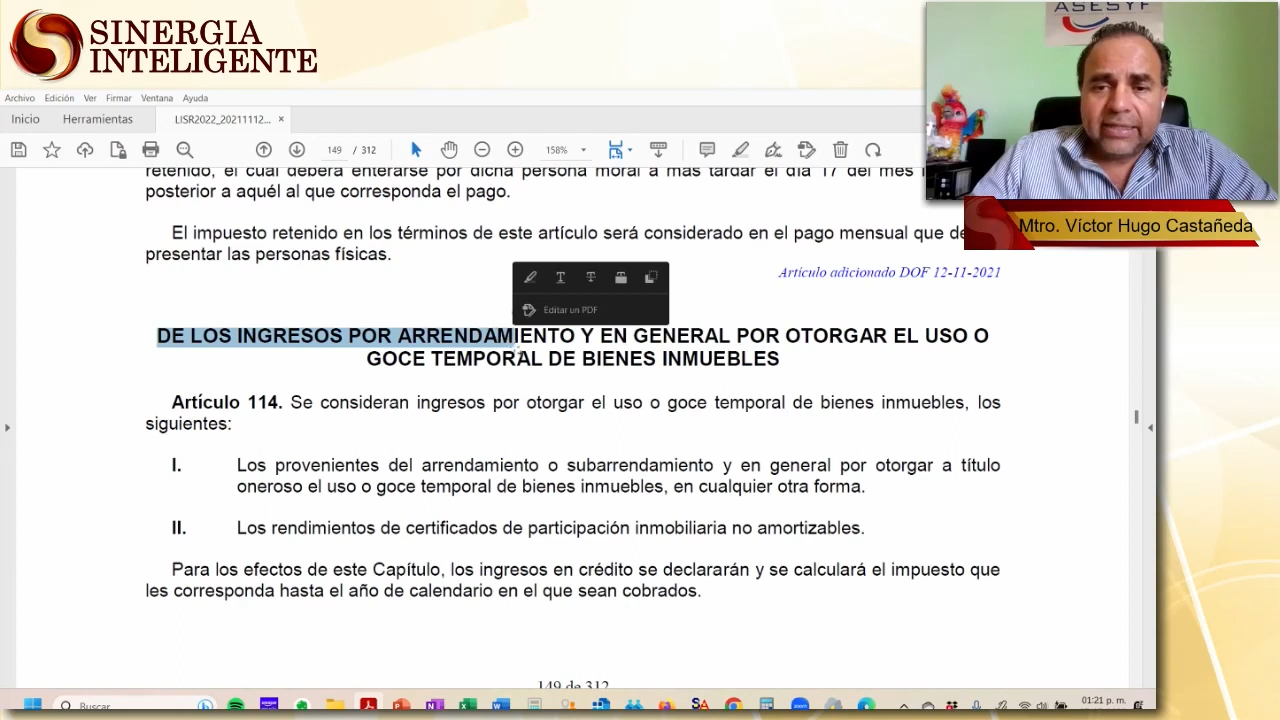 SINERGIA
INTELIGENTE
ASESYF
Archivo Edición Ver Firmar Ventana Ayuda
Inicio Herramientas LISR2022_20211112... ×
149 / 312 158%
retenido, el cual deberá enterarse por dicha persona moral a más tardar el día 17 del mes
posterior a aquél al que corresponda el pago.
El impuesto retenido en los términos de este artículo será considerado en el pago mensual que
presentar las personas físicas.
Mtro. Víctor Hugo Castañeda
Artículo adicionado DOF 12-11-2021
Editar un PDF
DE LOS INGRESOS POR ARRENDAMIENTO Y EN GENERAL POR OTORGAR EL USO O
GOCE TEMPORAL DE BIENES INMUEBLES
Artículo 114. Se consideran ingresos por otorgar el uso o goce temporal de bienes inmuebles, los
siguientes:
I. Los provenientes del arrendamiento o subarrendamiento y en general por otorgar a título
oneroso el uso o goce temporal de bienes inmuebles, en cualquier otra forma.
II. Los rendimientos de certificados de participación inmobiliaria no amortizables.
Para los efectos de este Capítulo, los ingresos en crédito se declararán y se calculará el impuesto que
les corresponda hasta el año de calendario en el que sean cobrados.
149 de 312
Buscar
01:21 p. m.